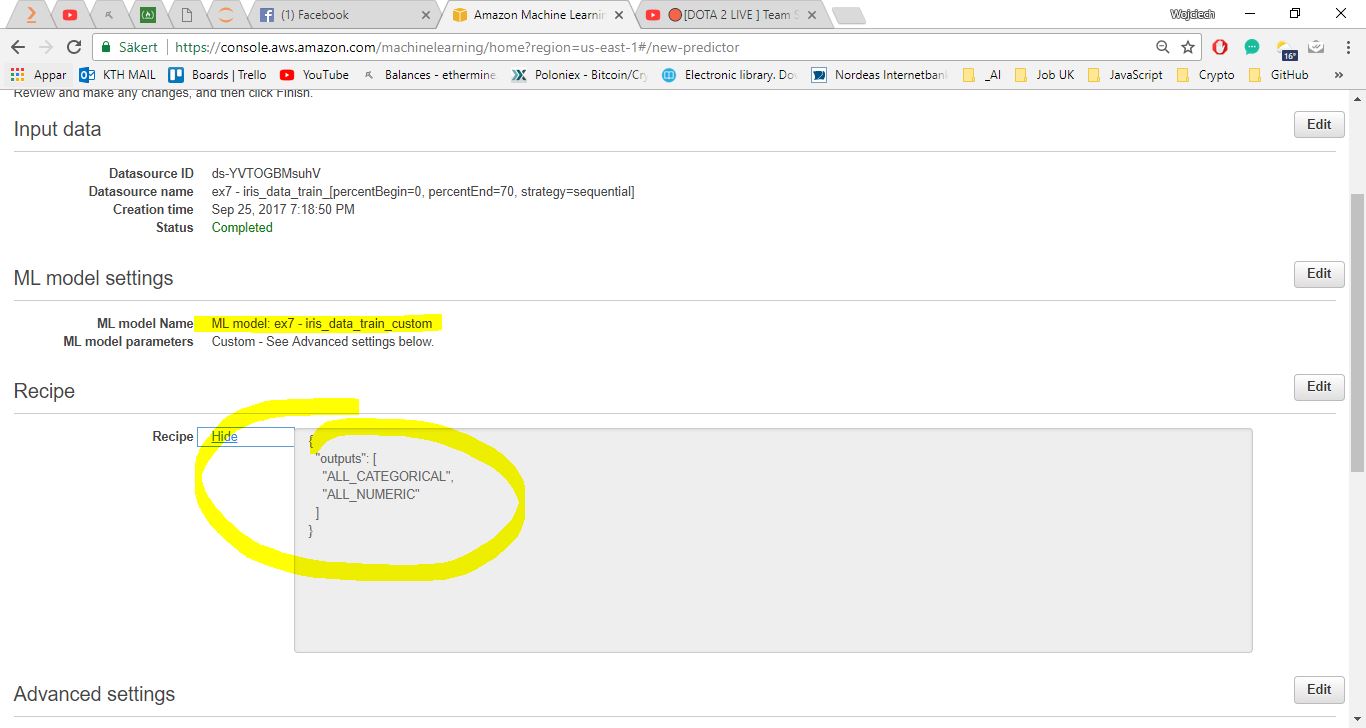 (1) Facebook
Amazon Machine Learnin
[DOTA 2 LIVE ] Team S
Wojciech
Säkert
https://console.aws.amazon.com/machinelearning/home?region=us-east-1#/new-predictor
16°
Appar
KTH MAIL
Boards | Trello
YouTube
Balances - ethermine
Poloniex - Bitcoin/Cry
Electronic library. Dov
Nordeas Internetbank
_AI
Job UK
JavaScript
Crypto
GitHub
»
Review and make any changes, and then click Finish.
Input data
Edit
Datasource ID ds-YVTOGBMsuhV
Datasource name ex7 - iris_data_train_[percentBegin=0, percentEnd=70, strategy=sequential]
Creation time Sep 25, 2017 7:18:50 PM
Status Completed
ML model settings
Edit
ML model Name ML model: ex7 - iris_data_train_custom
ML model parameters Custom - See Advanced settings below.
Recipe
Edit
Recipe Hide
{
"outputs": [
"ALL_CATEGORICAL",
"ALL_NUMERIC"
]
}
Advanced settings
Edit